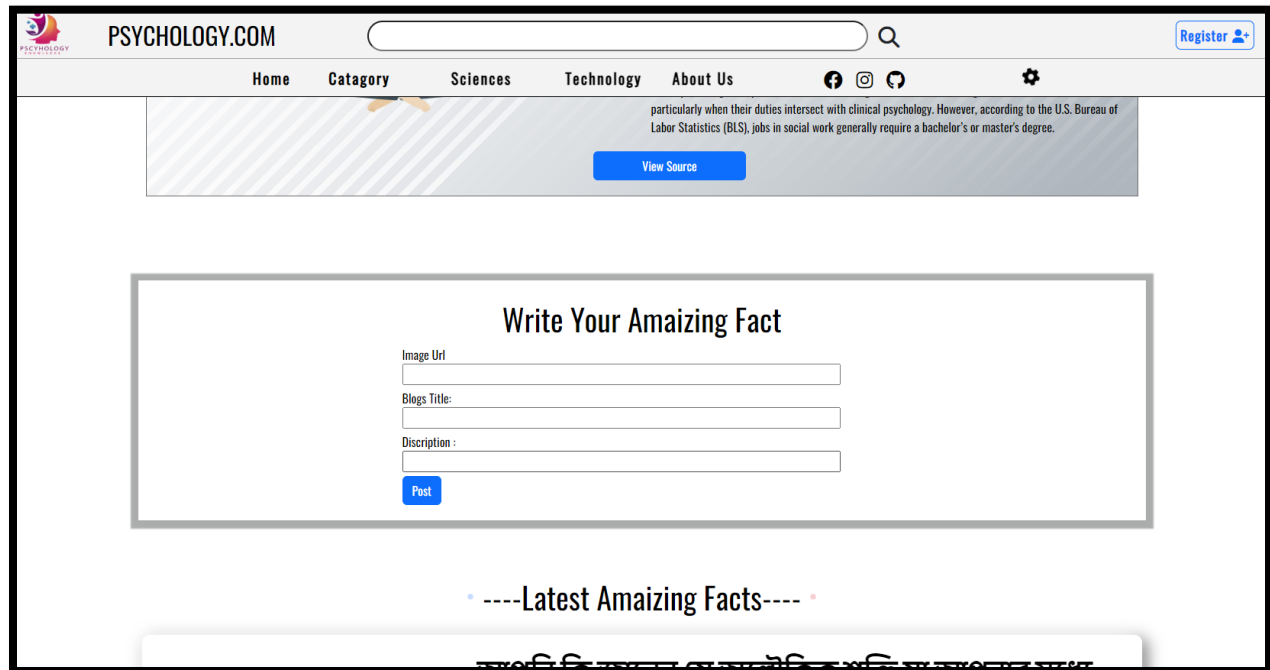 PSCYHOLOGY
KNOWLEDGE
PSYCHOLOGY.COM
Register
Home Catagory Sciences Technology About Us
particularly when their duties intersect with clinical psychology. However, according to the U.S. Bureau of
Labor Statistics (BLS), jobs in social work generally require a bachelor's or master's degree.
View Source
Write Your Amaizing Fact
Image Url
Blogs Title:
Discription :
Post
----Latest Amaizing Facts----